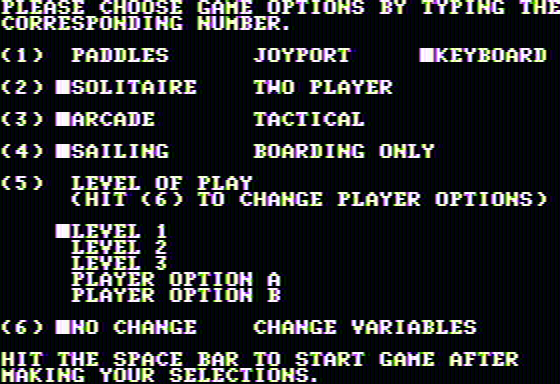 PLEASE CHOOSE GAME OPTIONS BY TYPING THE
CORRESPONDING NUMBER.
(1) PADDLES JOYPORT KEYBOARD
(2) SOLITAIRE TWO PLAYER
(3) ARCADE TACTICAL
(4) SAILING BOARDING ONLY
(5) LEVEL OF PLAY
(HIT (6) TO CHANGE PLAYER OPTIONS)
LEVEL 1
LEVEL 2
LEVEL 3
PLAYER OPTION A
PLAYER OPTION B
(6) NO CHANGE CHANGE VARIABLES
HIT THE SPACE BAR TO START GAME AFTER
MAKING YOUR SELECTIONS.